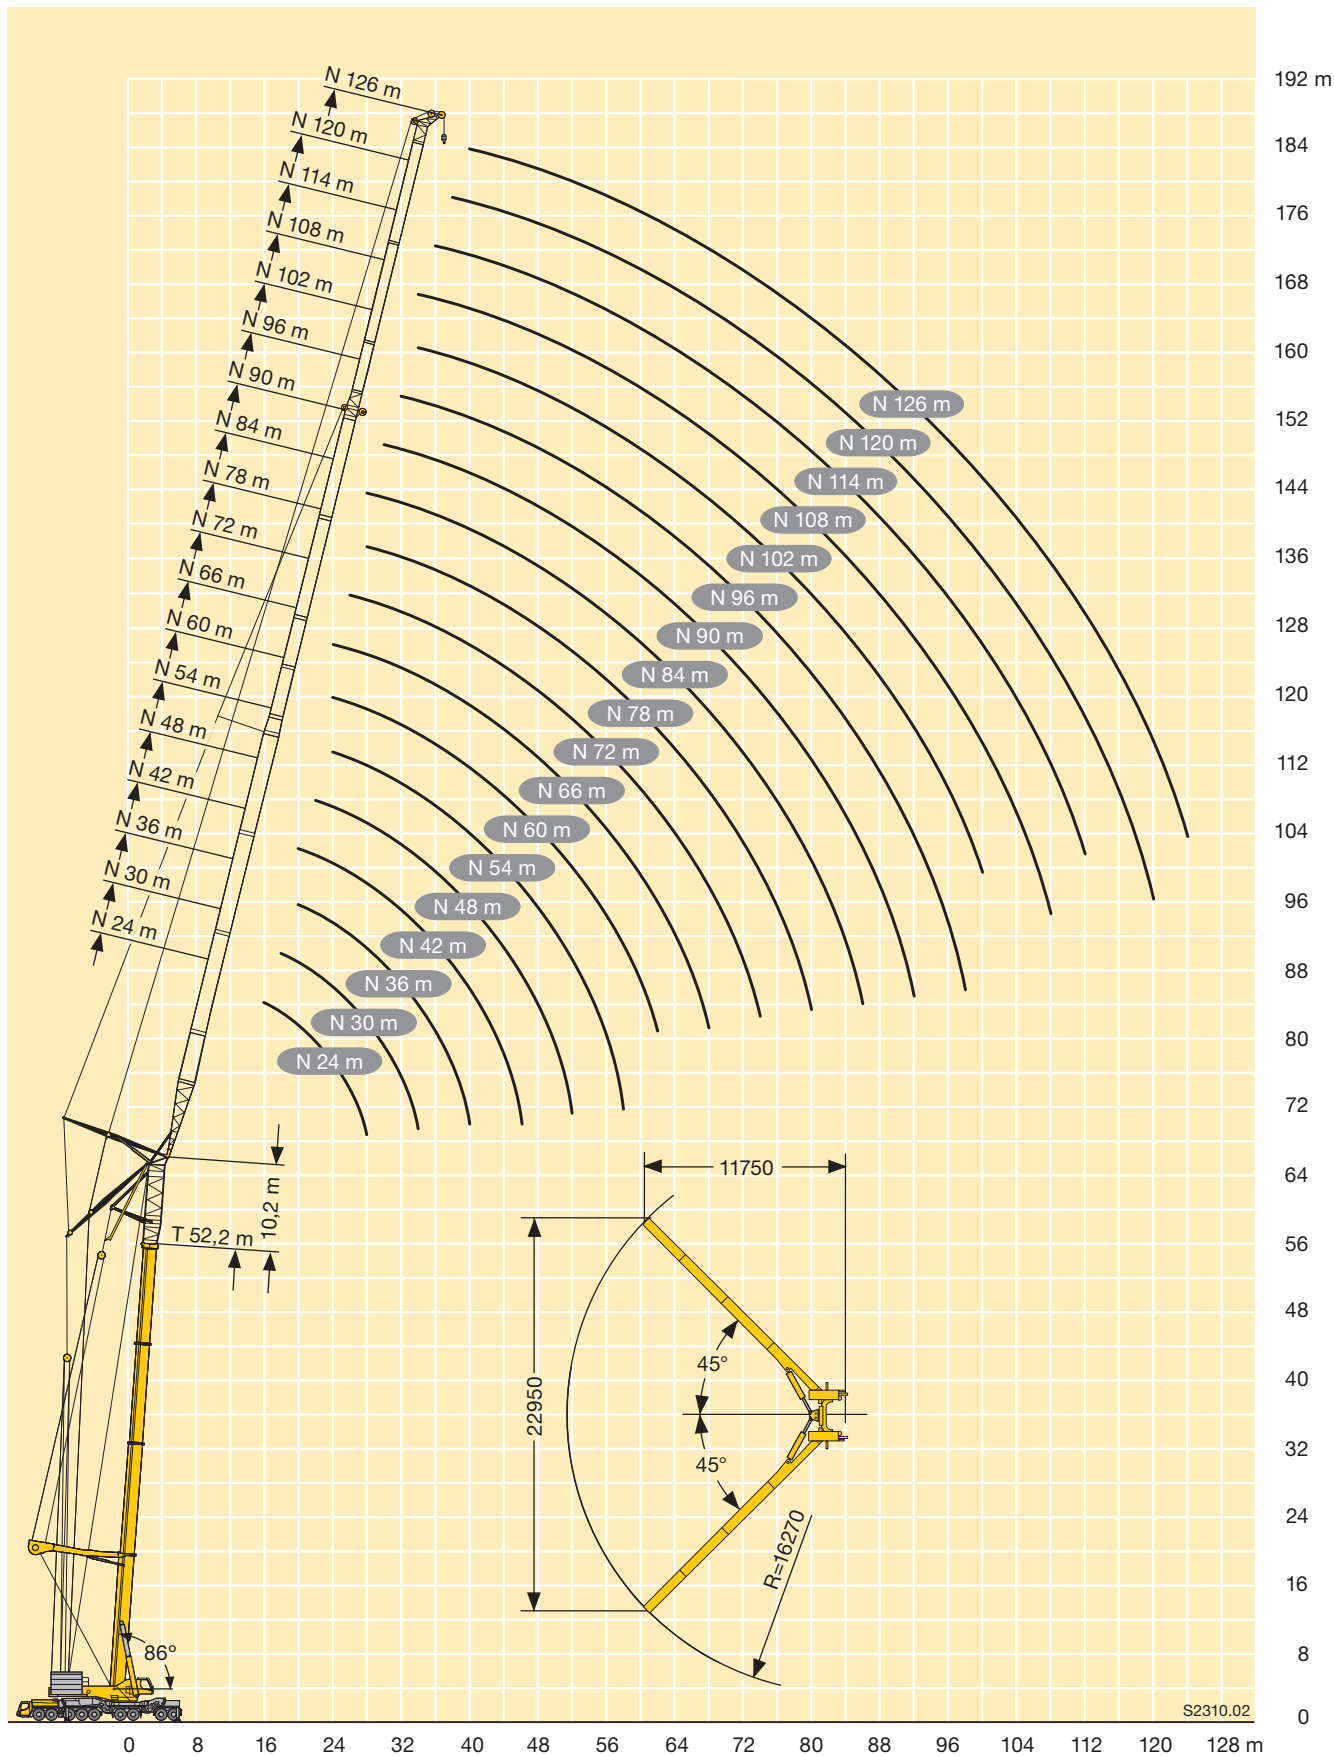 N 126 m
N 120 m
N 114 m
N 108 m
N 102 m
N 96 m
N 90 m
N 84 m
N 78 m
N 72 m
N 66 m
N 60 m
N 54 m
N 48 m
N 42 m
N 36 m
N 30 m
N 24 m
N 126 m
N 120 m
N 114 m
N 108 m
N 102 m
N 96 m
N 90 m
N 84 m
N 78 m
N 72 m
N 66 m
N 60 m
N 54 m
N 48 m
N 42 m
N 36 m
N 30 m
N 24 m
192 m
184
176
168
160
152
144
136
128
120
112
104
96
88
80
72
64
56
48
40
32
24
16
8
0
10,2 m
T 52,2 m
86°
11750
22950
45°
45°
R=16270
S2310.02
0 8 16 24 32 40 48 56 64 72 80 88 96 104 112 120 128 m